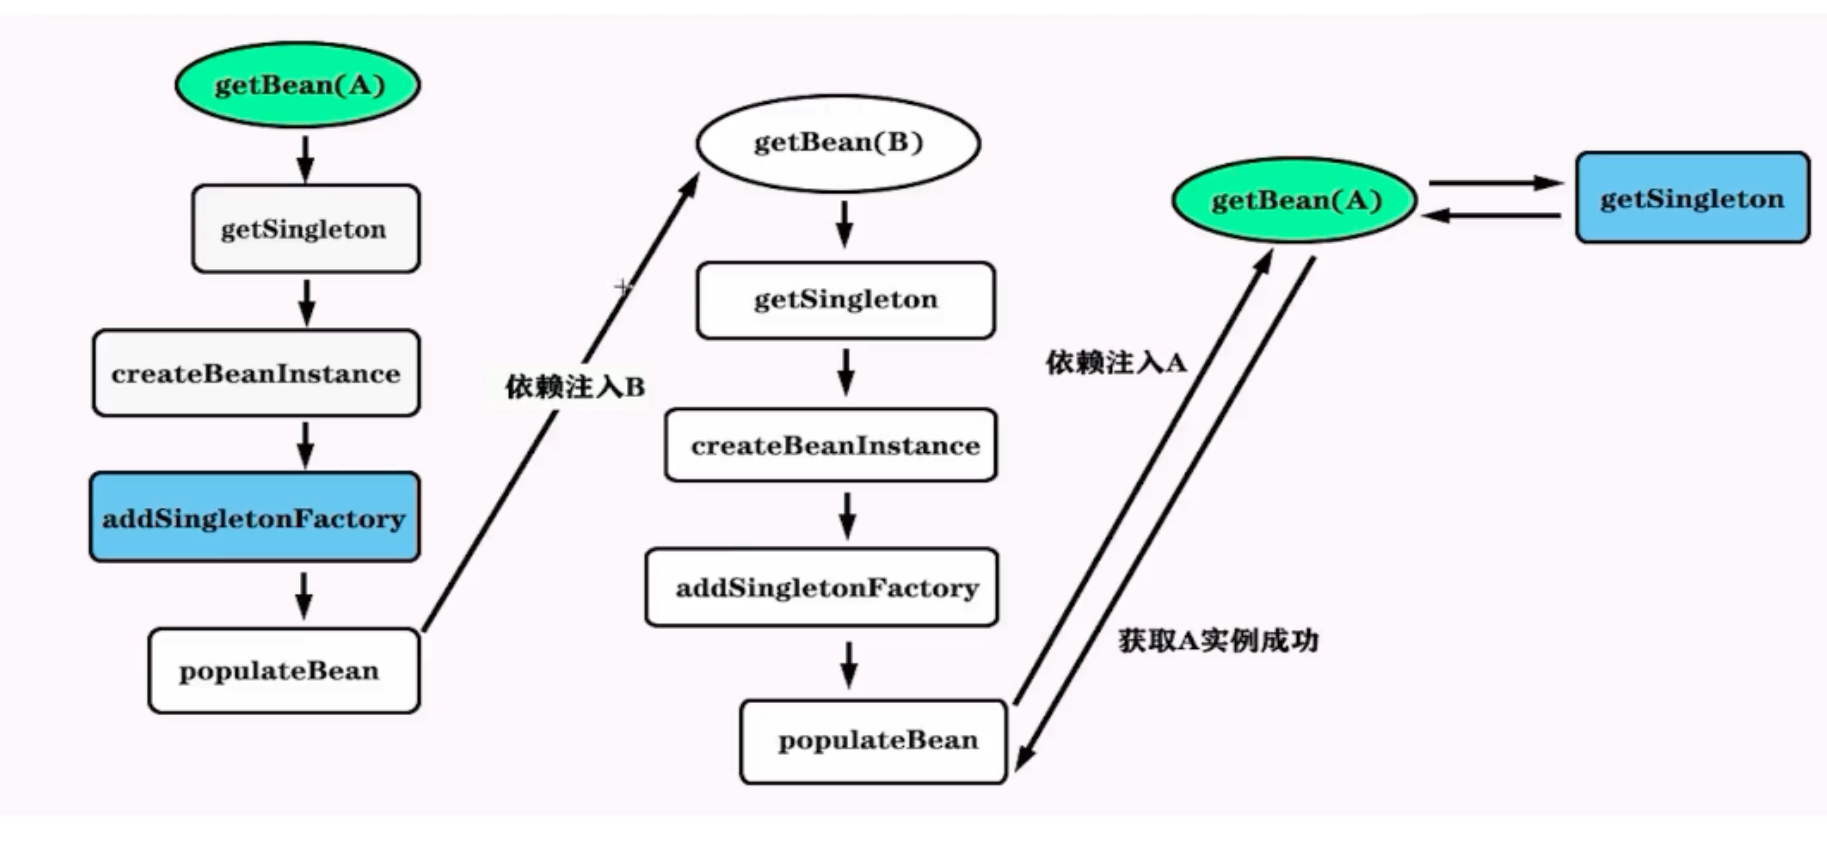 getBean(A)
getSingleton
createBeanInstance
addSingletonFactory
populateBean
依赖注入B
getBean(B)
getSingleton
createBeanInstance
addSingletonFactory
populateBean
依赖注入A
获取A实例成功
getBean(A)
getSingleton